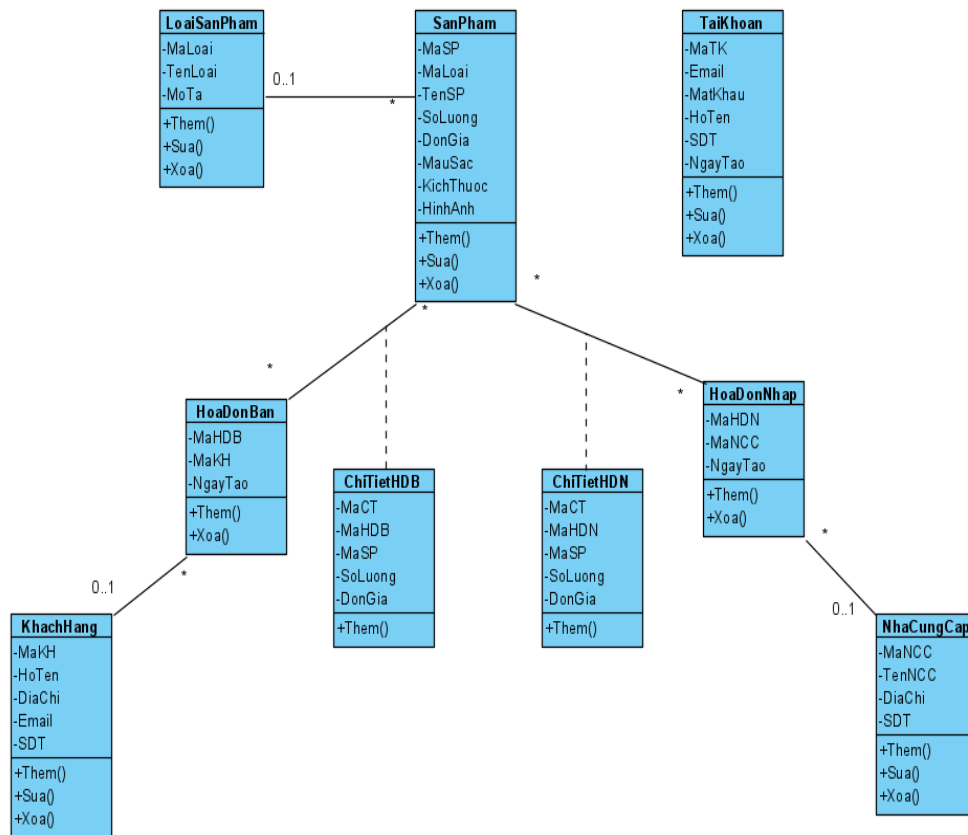 LoaiSanPham
-MaLoai
-TenLoai
-MoTa
+Them()
+Sua()
+Xoa()
0..1
*
SanPham
-MaSP
-MaLoai
-TenSP
-SoLuong
-DonGia
-MauSac
-KichThuoc
-HinhAnh
+Them()
+Sua()
+Xoa()
TaiKhoan
-MaTK
-Email
-MatKhau
-HoTen
-SDT
-NgayTao
+Them()
+Sua()
+Xoa()
*
*
*
*
HoaDonBan
-MaHDB
-MaKH
-NgayTao
+Them()
+Xoa()
ChiTietHDB
-MaCT
-MaHDB
-MaSP
-SoLuong
-DonGia
+Them()
ChiTietHDN
-MaCT
-MaHDN
-MaSP
-SoLuong
-DonGia
+Them()
HoaDonNhap
-MaHDN
-MaNCC
-NgayTao
+Them()
+Xoa()
*
0..1
*
0..1
KhachHang
-MaKH
-HoTen
-DiaChi
-Email
-SDT
+Them()
+Sua()
+Xoa()
NhaCungCap
-MaNCC
-TenNCC
-DiaChi
-SDT
+Them()
+Sua()
+Xoa()